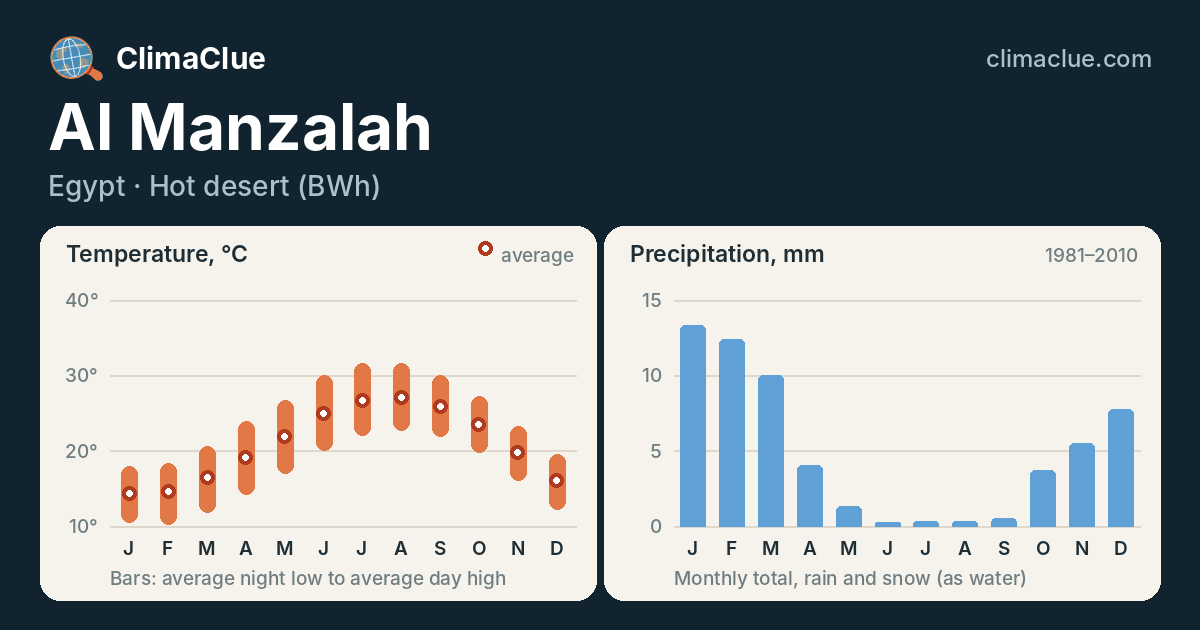 ClimaClue
climaclue.com
Al Manzalah
Egypt · Hot desert (BWh)
Temperature, °C
average
40°
30°
20°
10°
J F M A M J J A S O N D
Bars: average night low to average day high
Precipitation, mm
1981–2010
15
10
5
0
J F M A M J J A S O N D
Monthly total, rain and snow (as water)